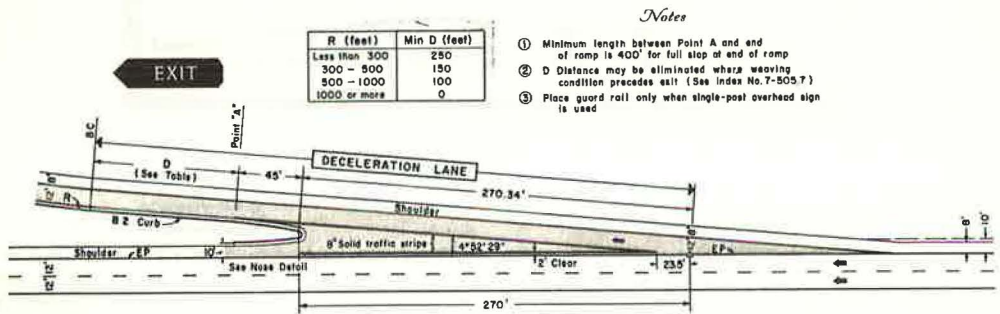 Notes
EXIT
R (feet) Min D (feet)
Less than 300 250
300 - 500 150
500 - 1000 100
1000 or more 0
① Minimum length between Point A and end
of ramp is 400' for full stop at end of ramp
② D Distance may be eliminated where weaving
condition precedes exit (See Index No. 7-505.7)
③ Place guard rail only when single-post overhead sign
is used
BC
Point "A"
DECELERATION LANE
D
(See Table)
45'
270.34'
8'
12'
R
B2 Curb
Shoulder
8" Solid traffic stripe
4°52'29"
12'
8'
EP
8'
10'
Shoulder
EP
10'
See Nose Detail
2' Clear
23.5'
12' 12'
270'